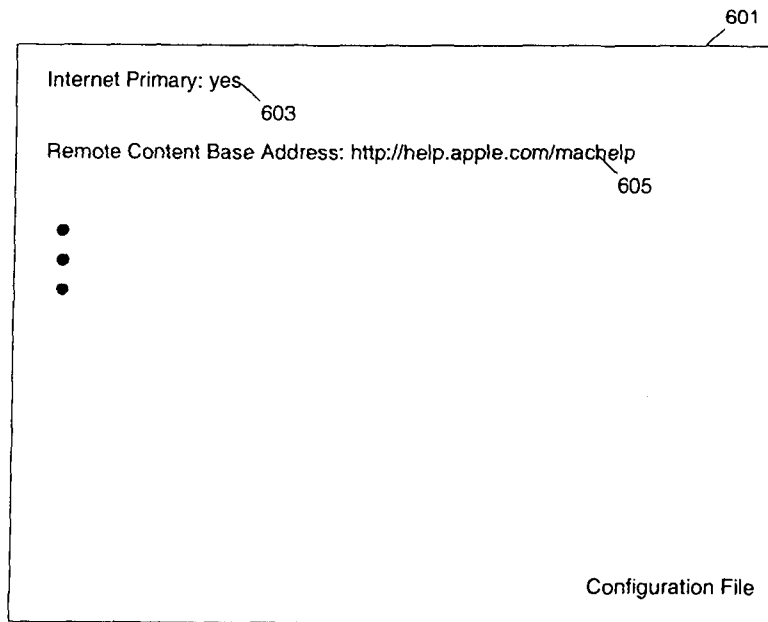 601
Internet Primary: yes
603
Remote Content Base Address: http://help.apple.com/machelp
605
Configuration File